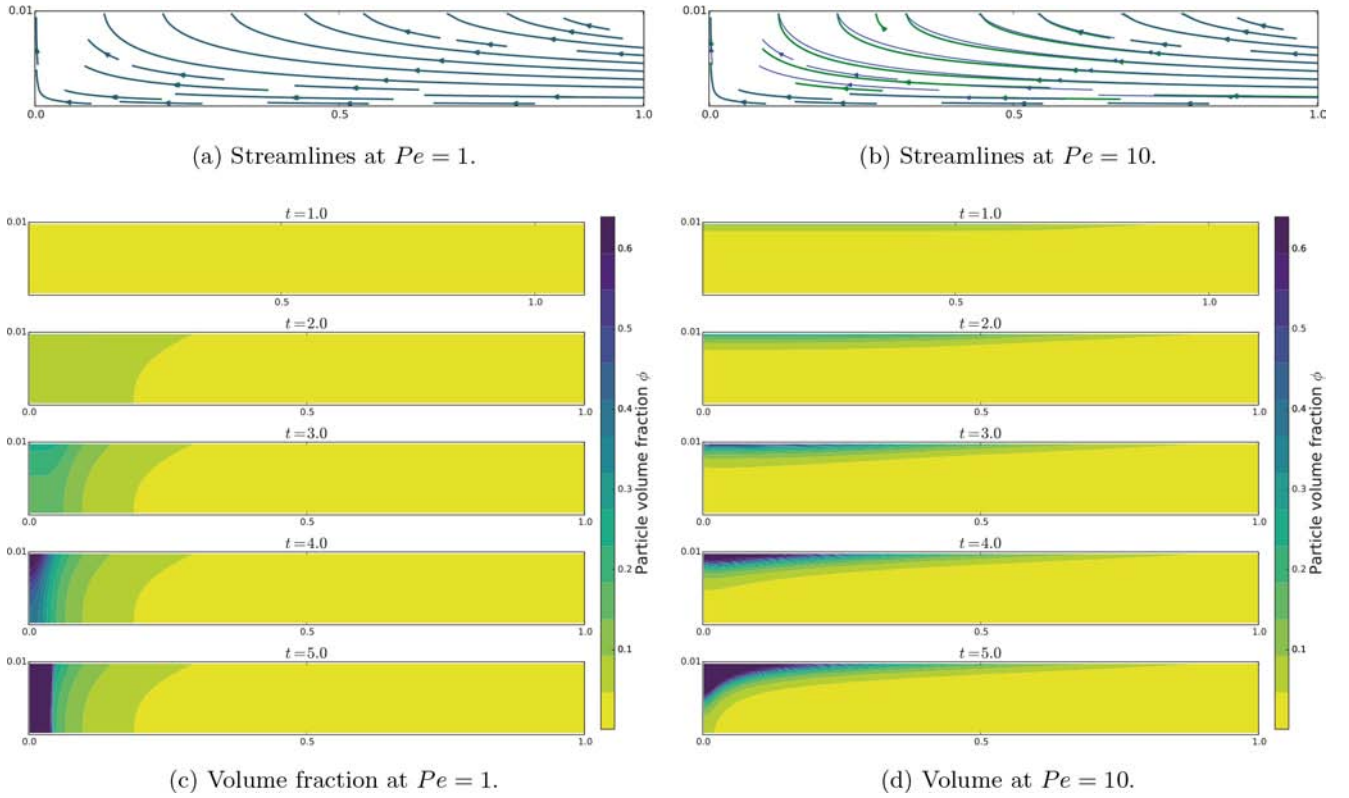 0.0 0.5 1.0
(a) Streamlines at Pe = 1.
0.0 0.5 1.0
(b) Streamlines at Pe = 10.
t=1.0
0.01
0.5 1.0
t=2.0
0.01
0.0 0.5 1.0
t=3.0
0.01
0.0 0.5 1.0
t=4.0
0.01
0.0 0.5 1.0
t=5.0
0.01
0.0 0.5 1.0
0.6
0.5
0.4
0.3
0.2
0.1
Particle volume fraction ϕ
(c) Volume fraction at Pe = 1.
t=1.0
0.01
0.5 1.0
t=2.0
0.01
0.0 0.5 1.0
t=3.0
0.01
0.0 0.5 1.0
t=4.0
0.01
0.0 0.5 1.0
t=5.0
0.01
0.0 0.5 1.0
0.6
0.5
0.4
0.3
0.2
0.1
Particle volume fraction ϕ
(d) Volume at Pe = 10.